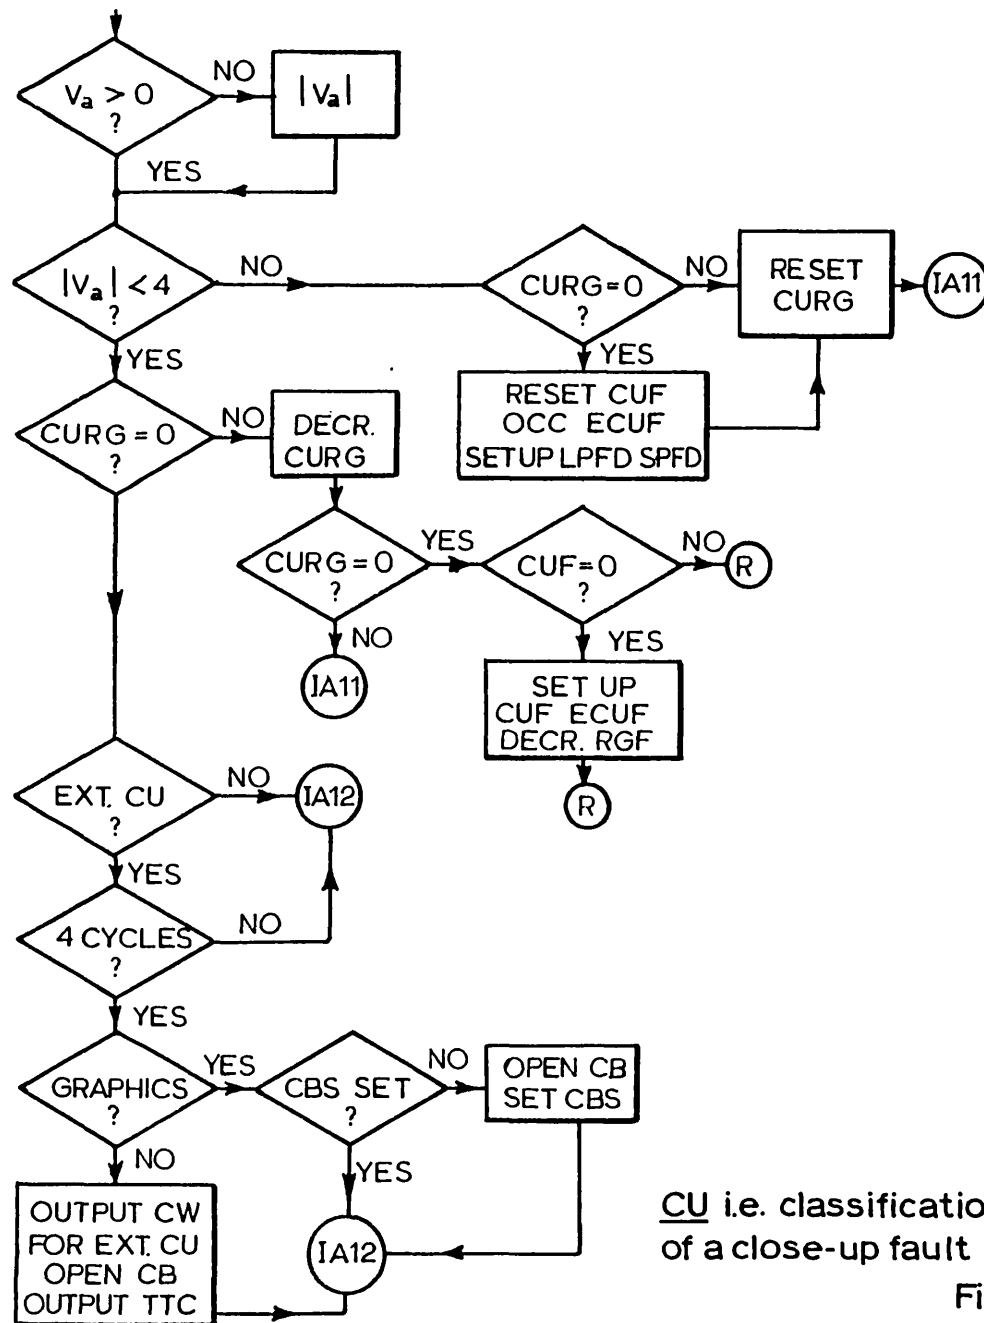 Va > 0
?
NO
|Va|
YES
|Va| < 4
?
NO
CURG=0
?
NO
RESET
CURG
IA11
YES
RESET CUF
OCC ECUF
SETUP LPFD SPFD
YES
CURG = 0
?
NO
DECR.
CURG
CURG=0
?
YES
CUF=0
?
NO
R
NO
IA11
YES
SET UP
CUF ECUF
DECR. RGF
R
EXT. CU
?
NO
IA12
YES
4 CYCLES
?
NO
YES
GRAPHICS
?
YES
CBS SET
?
NO
OPEN CB
SET CBS
NO
YES
OUTPUT CW
FOR EXT. CU
OPEN CB
OUTPUT TTC
IA12
CU i.e. classificatio
of a close-up fault
Fi